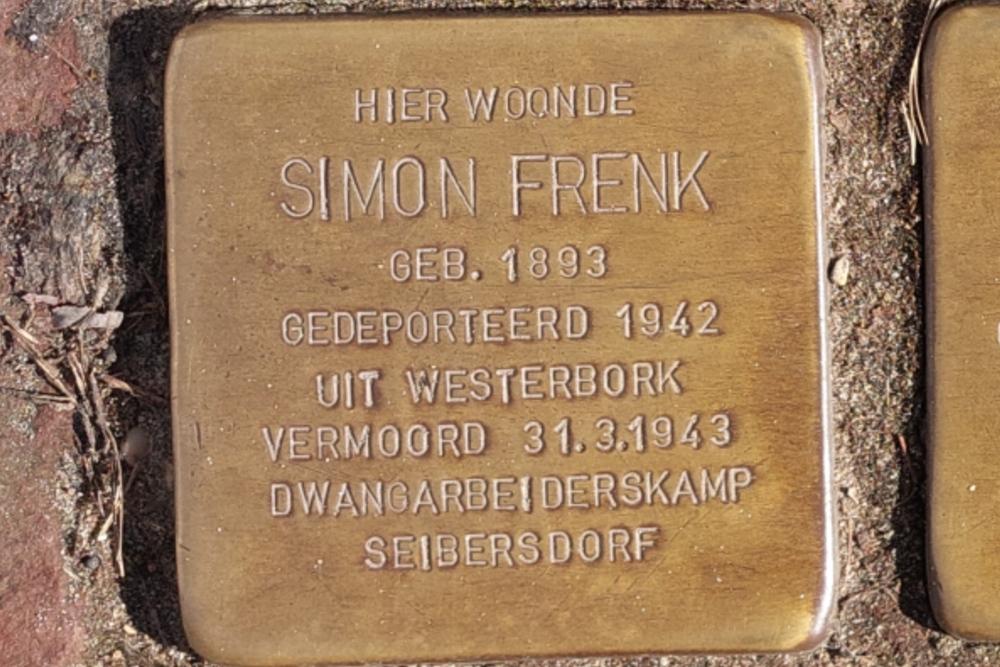 HIER WOONDE
SIMON FRENK
GEB. 1893
GEDEPORTEERD 1942
UIT WESTERBORK
VERMOORD 31.3.1943
DWANGARBEIDERSKAMP
SEIBERSDORF